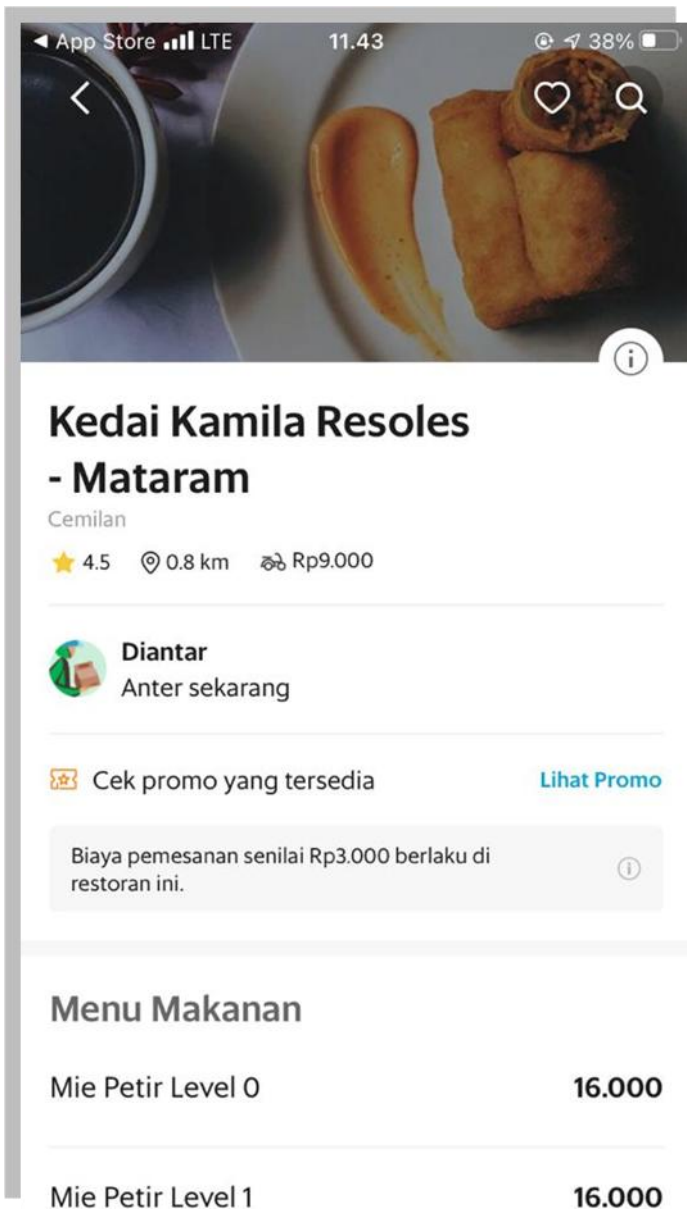 App Store LTE 11.43 38%
Kedai Kamila Resoles
- Mataram
Cemilan
4.5 0.8 km Rp9.000
Diantar
Anter sekarang
Cek promo yang tersedia Lihat Promo
Biaya pemesanan senilai Rp3.000 berlaku di
restoran ini.
Menu Makanan
Mie Petir Level 0 16.000
Mie Petir Level 1 16.000